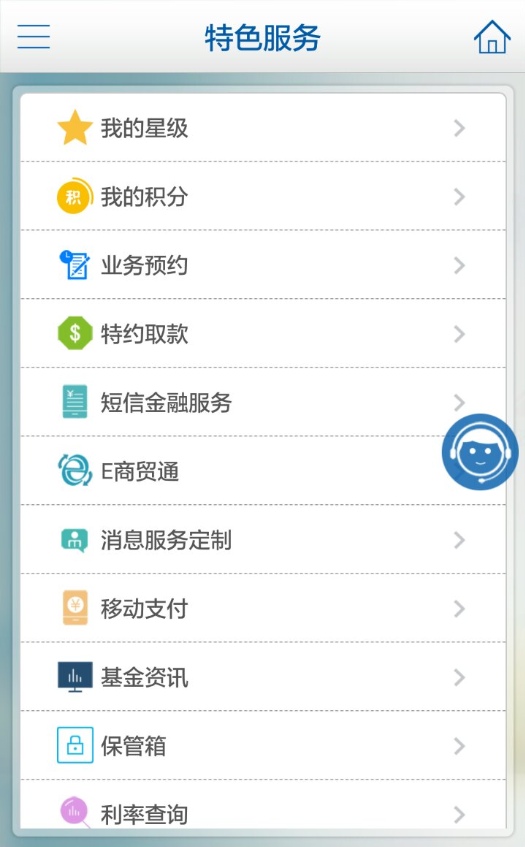 特色服务
我的星级
积 我的积分
业务预约
$ 特约取款
¥ 短信金融服务
E商贸通
消息服务定制
¥ 移动支付
基金资讯
保管箱
利率查询